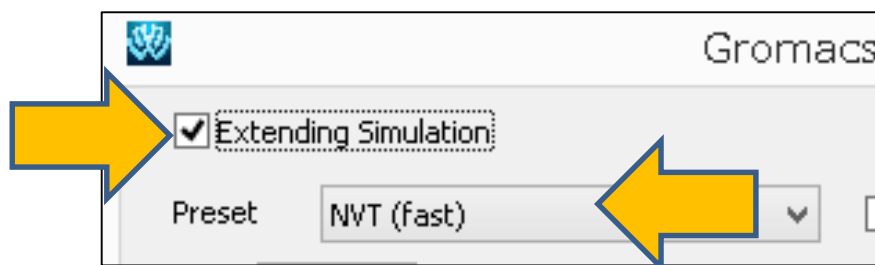 Gromacs
Extending Simulation
Preset NVT (fast)